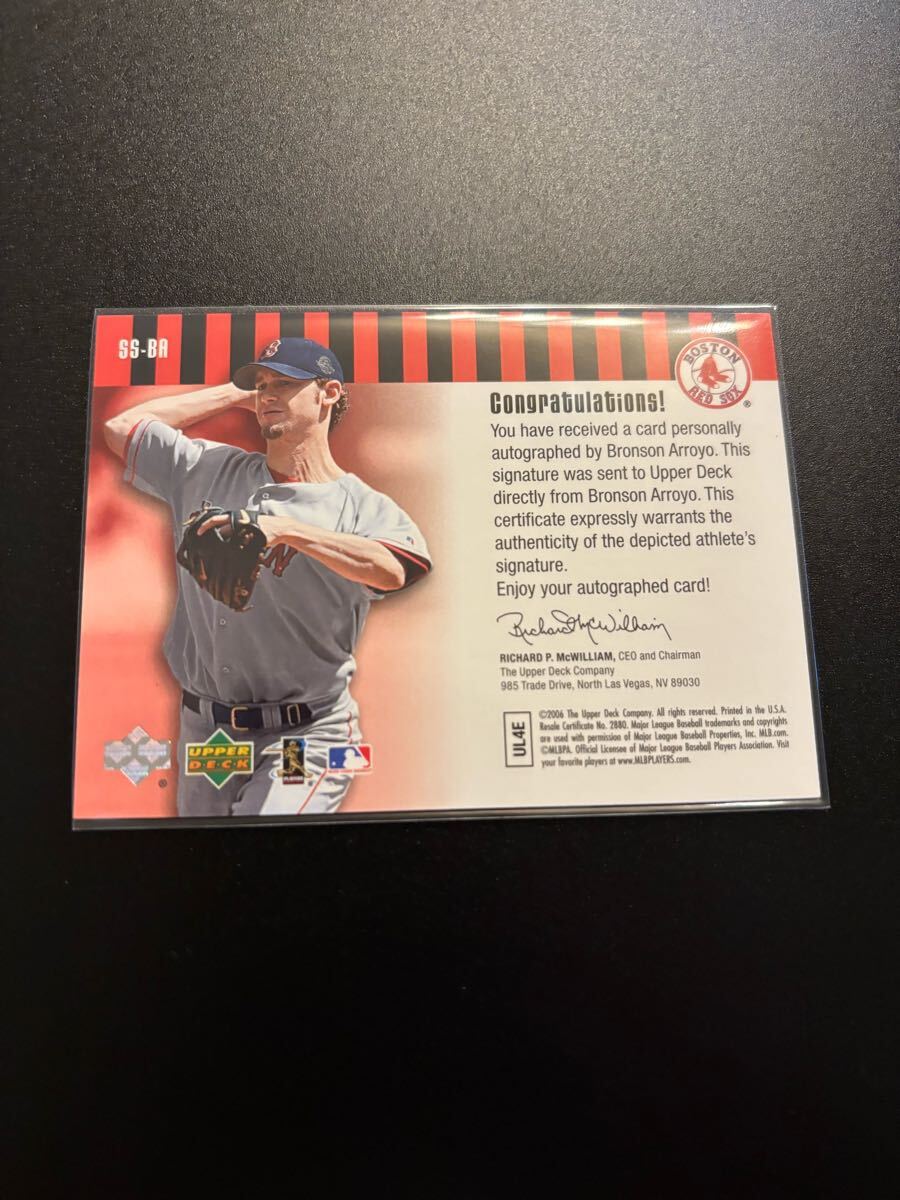 SS-BA
BOSTON
RED SOX
®
Congratulations!
You have received a card personally
autographed by Bronson Arroyo. This
signature was sent to Upper Deck
directly from Bronson Arroyo. This
certificate expressly warrants the
authenticity of the depicted athlete's
signature.
Enjoy your autographed card!
Richard McWilliam
RICHARD P. McWILLIAM, CEO and Chairman
The Upper Deck Company
985 Trade Drive, North Las Vegas, NV 89030
UL4E
©2006 The Upper Deck Company. All rights reserved. Printed in the U.S.A.
Resale Certificate No. 2880. Major League Baseball trademarks and copyrights
are used with permission of Major League Baseball Properties, Inc. MLB.com.
©MLBPA. Official Licensee of Major League Baseball Players Association. Visit
your favorite players at www.MLBPLAYERS.com.
®
UPPER
DECK